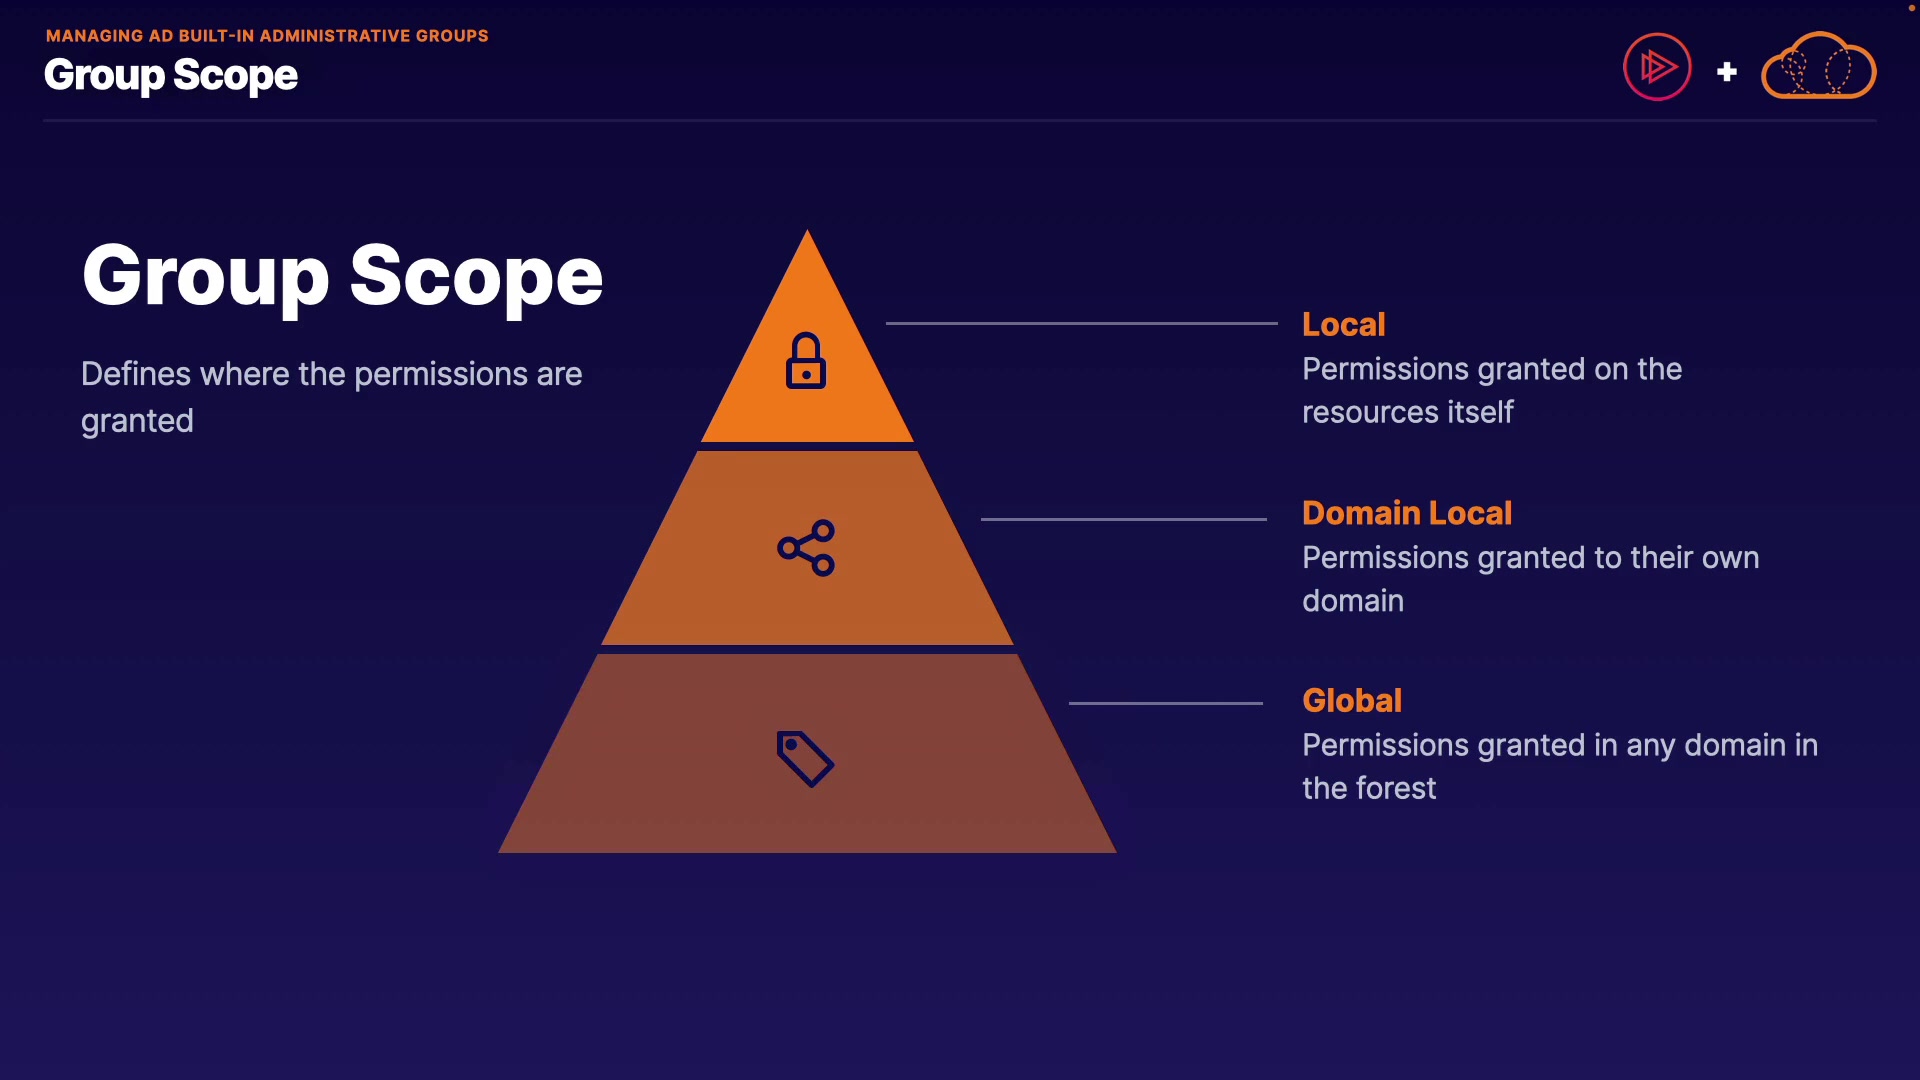 MANAGING AD BUILT-IN ADMINISTRATIVE GROUPS
Group Scope
Group Scope
Defines where the permissions are
granted
Local
Permissions granted on the
resources itself
Domain Local
Permissions granted to their own
domain
Global
Permissions granted in any domain in
the forest